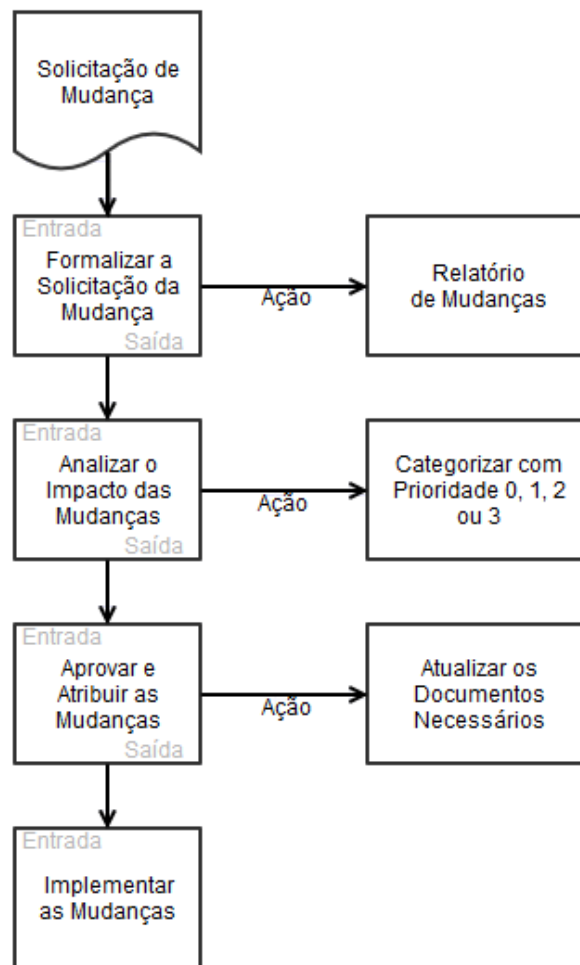 Solicitação de
Mudança
Entrada
Formalizar a
Solicitação da
Mudança
Saída
Ação
Relatório
de Mudanças
Entrada
Analizar o
Impacto das
Mudanças
Saída
Ação
Categorizar com
Prioridade 0, 1, 2
ou 3
Entrada
Aprovar e
Atribuir as
Mudanças
Saída
Ação
Atualizar os
Documentos
Necessários
Entrada
Implementar
as Mudanças